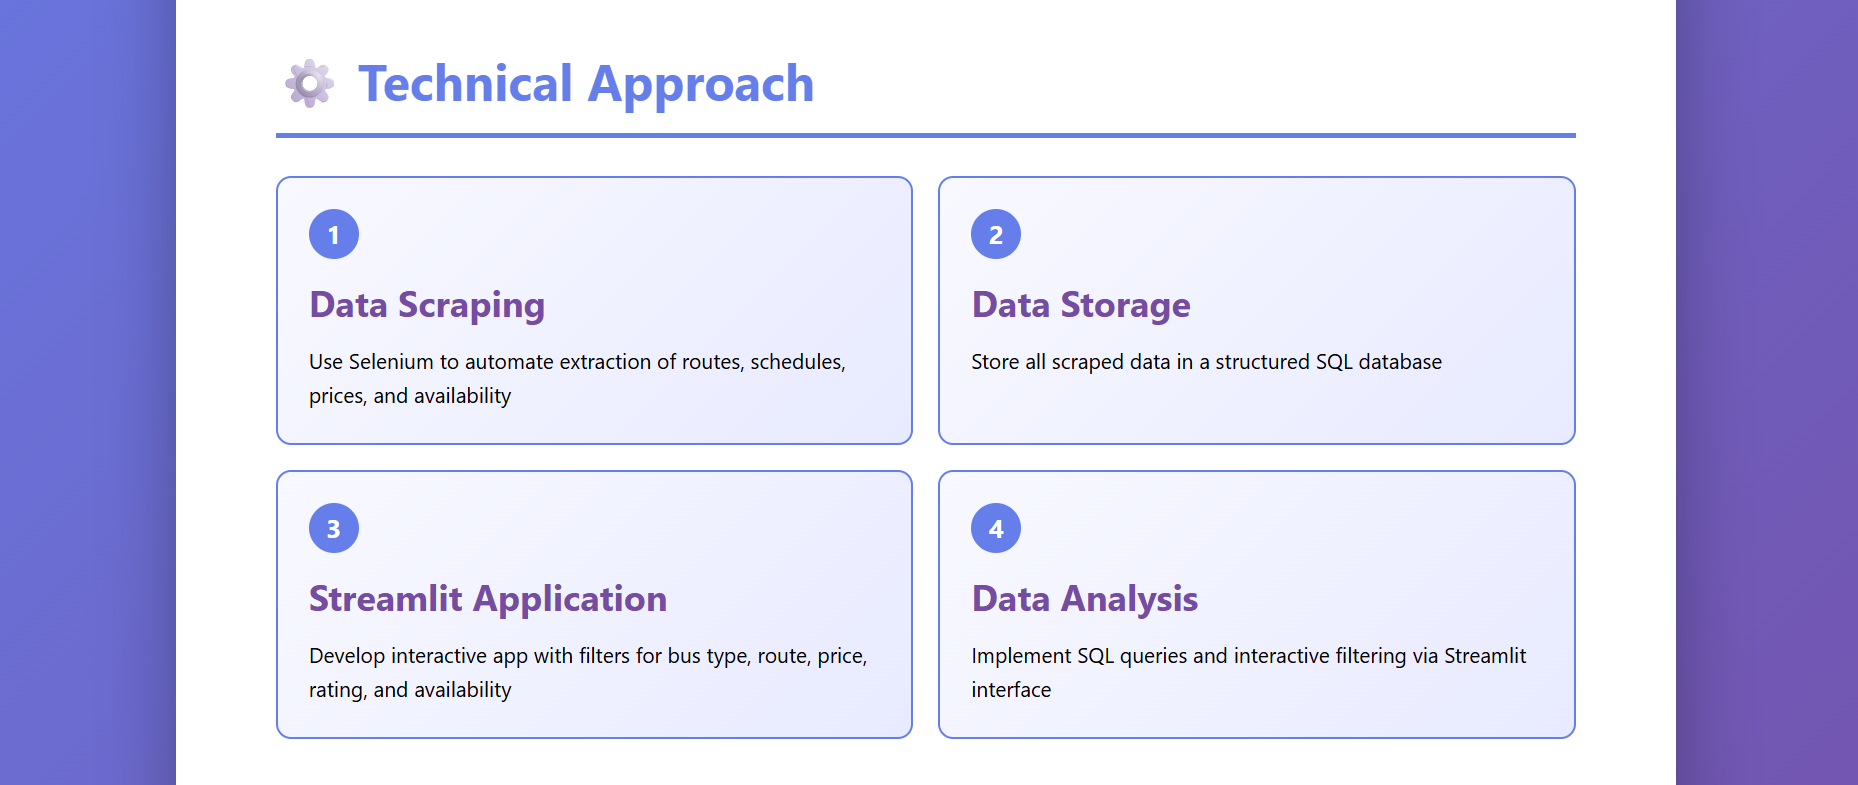 Technical Approach
1
Data Scraping
Use Selenium to automate extraction of routes, schedules,
prices, and availability
2
Data Storage
Store all scraped data in a structured SQL database
3
Streamlit Application
Develop interactive app with filters for bus type, route, price,
rating, and availability
4
Data Analysis
Implement SQL queries and interactive filtering via Streamlit
interface